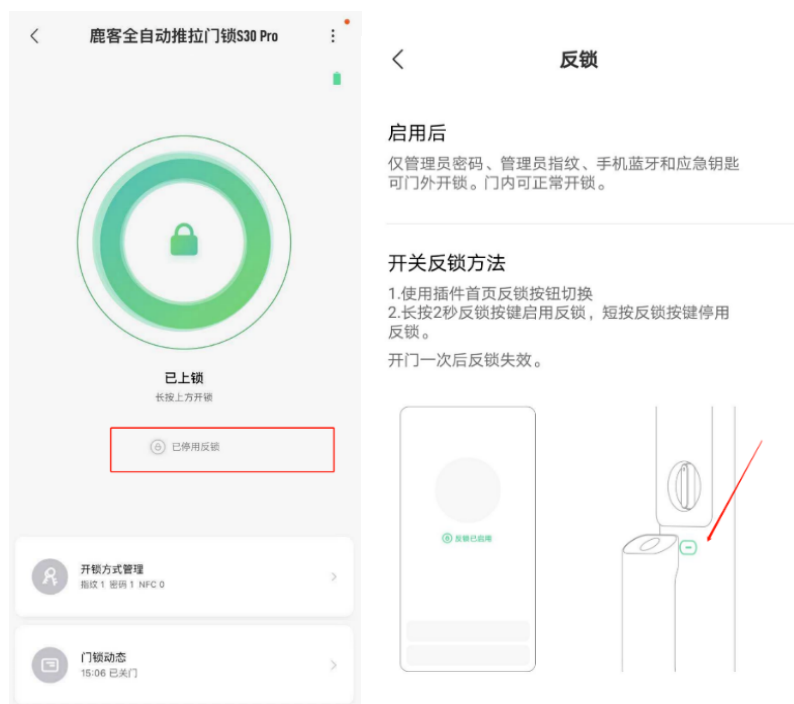 鹿客全自动推拉门锁S30 Pro
已上锁
长按上方开锁
已停用反锁
开锁方式管理
指纹 1 密码 1 NFC 0
门锁动态
15:06 已关门
反锁
启用后
仅管理员密码、管理员指纹、手机蓝牙和应急钥匙
可门外开锁。门内可正常开锁。
开关反锁方法
1.使用插件首页反锁按钮切换
2.长按2秒反锁按键启用反锁，短按反锁按键停用
反锁。
开门一次后反锁失效。
反锁已启用